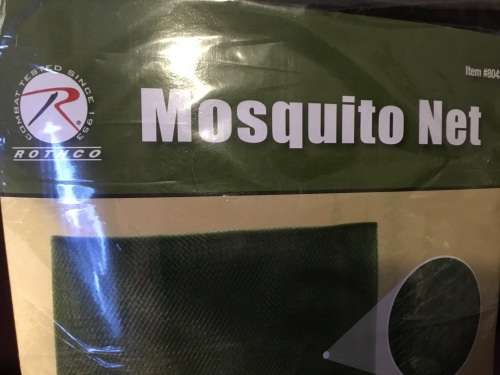 Mosquito Net
COMBAT TESTED SINCE 1953
R
ROTHCO